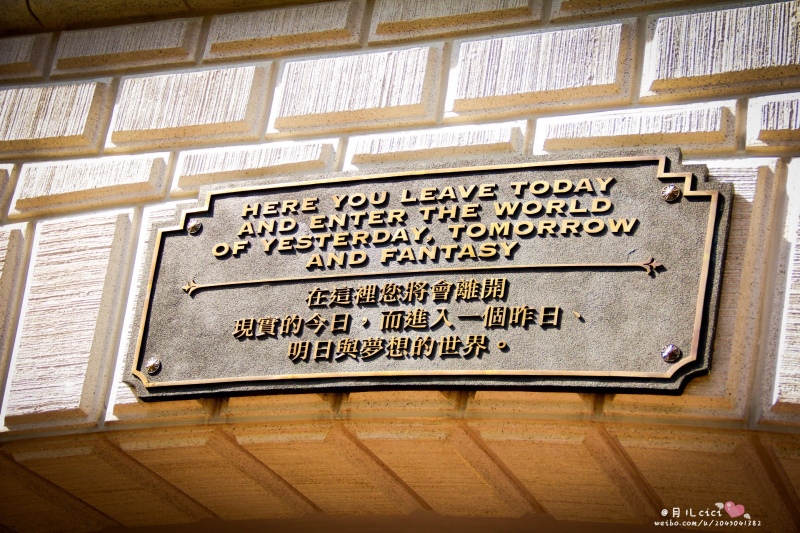 HERE YOU LEAVE TODAY
AND ENTER THE WORLD
OF YESTERDAY, TOMORROW
AND FANTASY
在這裡您將會離開
現實的今日，而進入一個昨日、
明日與夢想的世界。
@月儿cici
weibo.com/u/2045041382